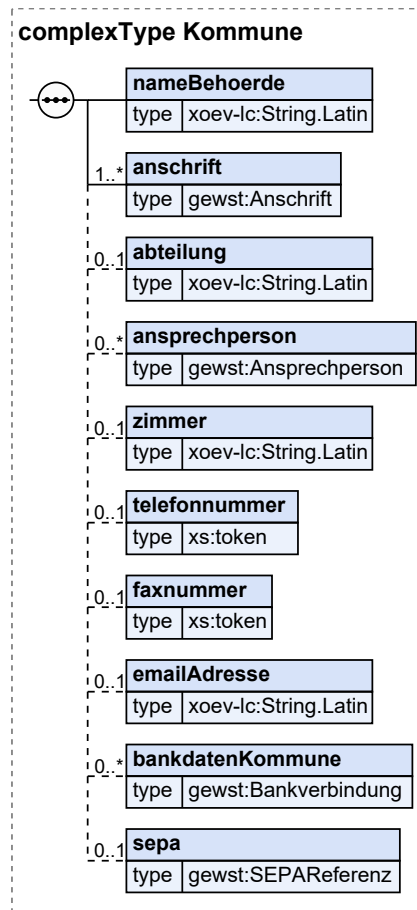 complexType Kommune
nameBehoerde
type xoev-lc:String.Latin
1..* anschrift
type gewst:Anschrift
0..1 abteilung
type xoev-lc:String.Latin
0..* ansprechperson
type gewst:Ansprechperson
0..1 zimmer
type xoev-lc:String.Latin
0..1 telefonnummer
type xs:token
0..1 faxnummer
type xs:token
0..1 emailAdresse
type xoev-lc:String.Latin
0..* bankdatenKommune
type gewst:Bankverbindung
0..1 sepa
type gewst:SEPAReferenz